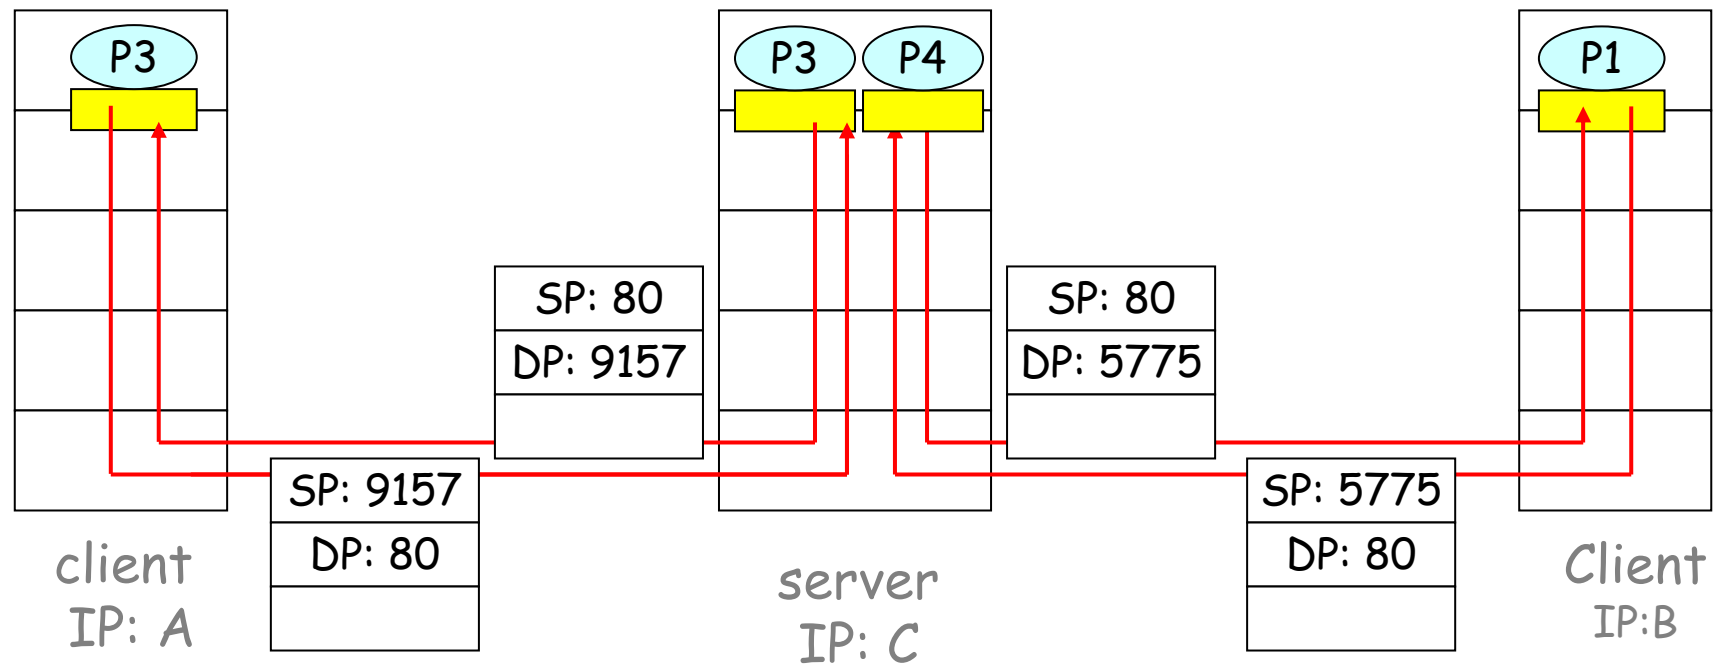 P3
P3
P4
P1
SP: 80
DP: 9157
SP: 80
DP: 5775
SP: 9157
DP: 80
SP: 5775
DP: 80
client
IP: A
server
IP: C
Client
IP:B